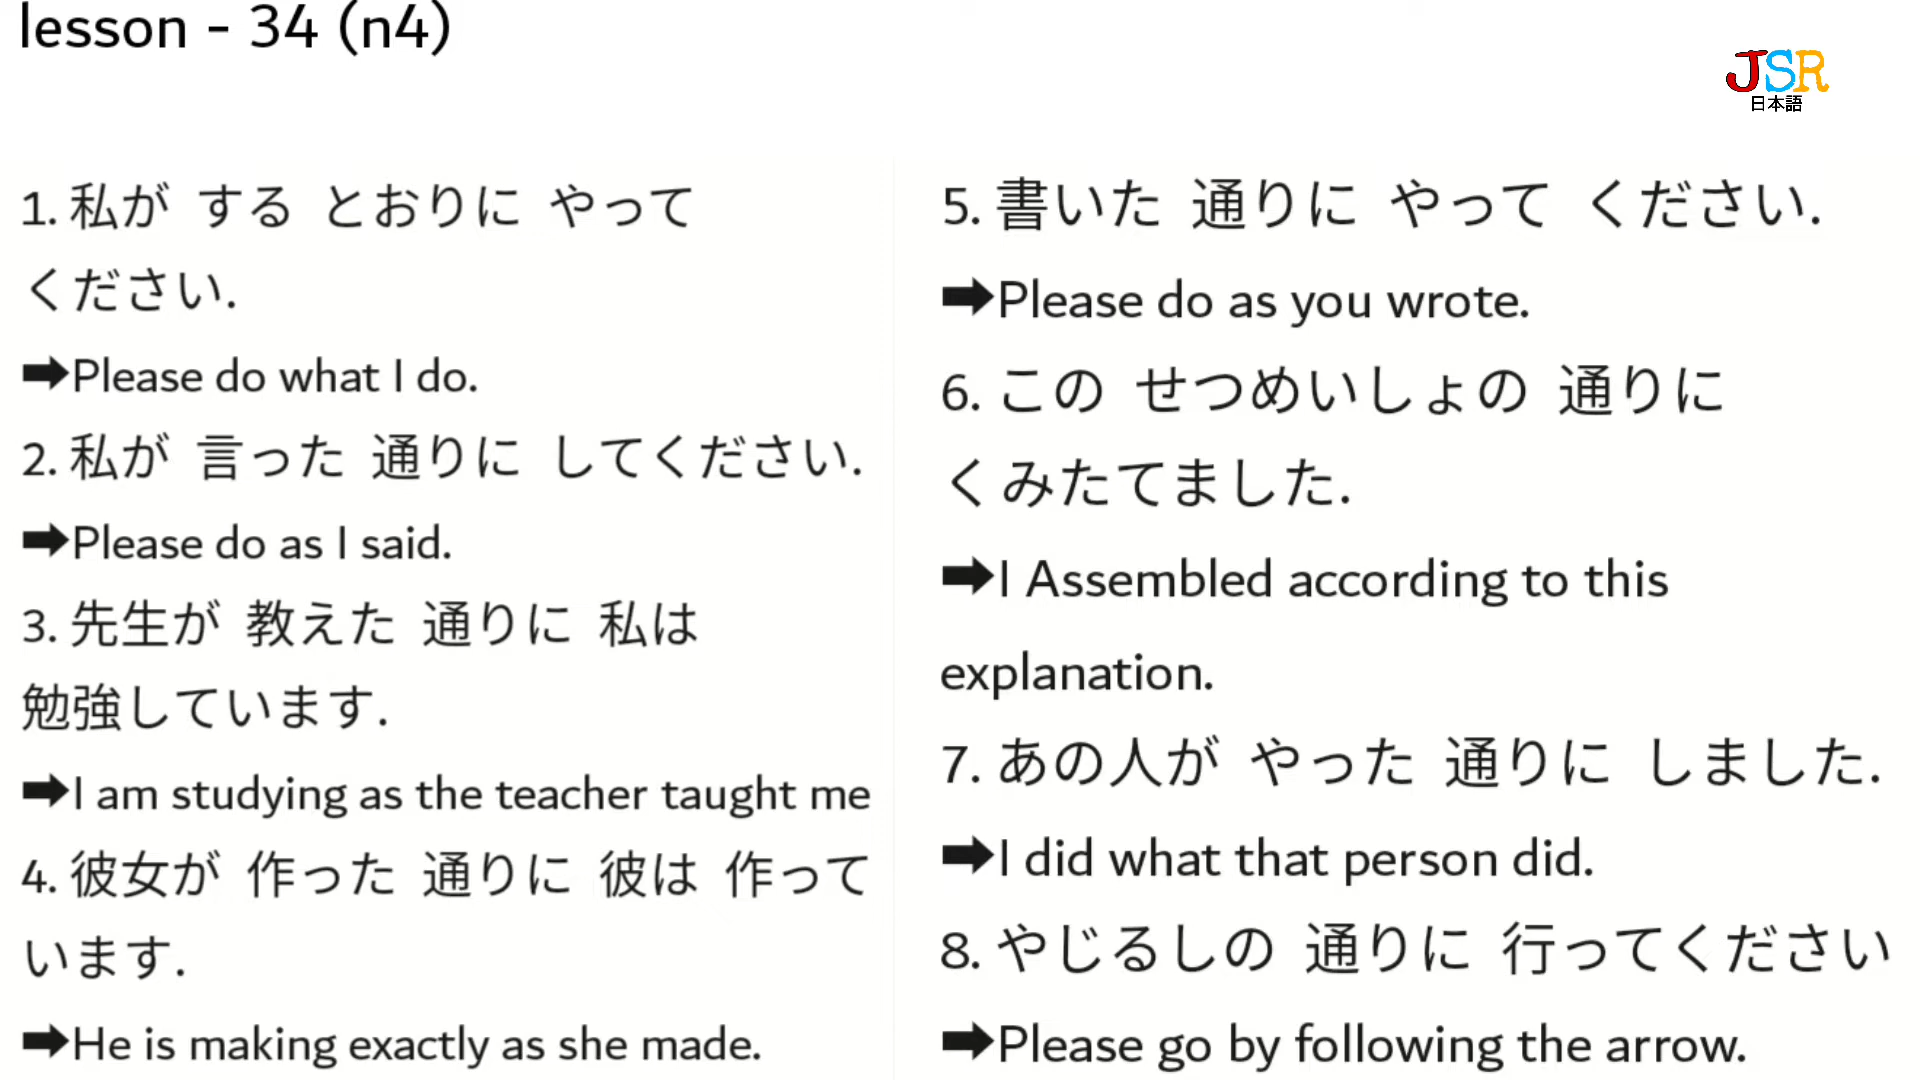 lesson - 34 (n4)
JSR
日本語
1. 私が する とおりに やって
ください.
➡Please do what I do.
2. 私が 言った 通りに してください.
➡Please do as I said.
3. 先生が 教えた 通りに 私は
勉強しています.
➡I am studying as the teacher taught me
4. 彼女が 作った 通りに 彼は 作って
います.
➡He is making exactly as she made.
5. 書いた 通りに やって ください.
➡Please do as you wrote.
6. この せつめいしょの 通りに
くみたてました.
➡I Assembled according to this
explanation.
7. あの人が やった 通りに しました.
➡I did what that person did.
8. やじるしの 通りに 行ってください
➡Please go by following the arrow.